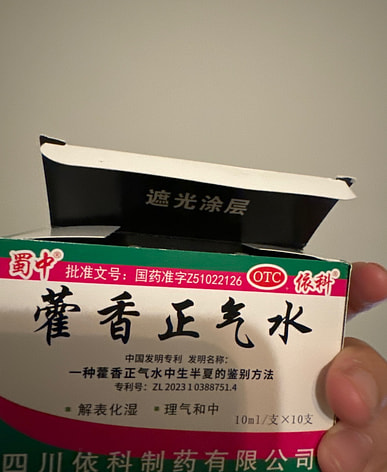 遮光涂层
蜀中®
批准文号：国药准字Z51022126 OTC 依科®
藿香正气水
中国发明专利 发明名称：
一种藿香正气水中生半夏的鉴别方法
专利号：ZL 2023 1 0388751.4
·解表化湿 ·理气和中
10ml/支×10支
四川依科制药有限公司